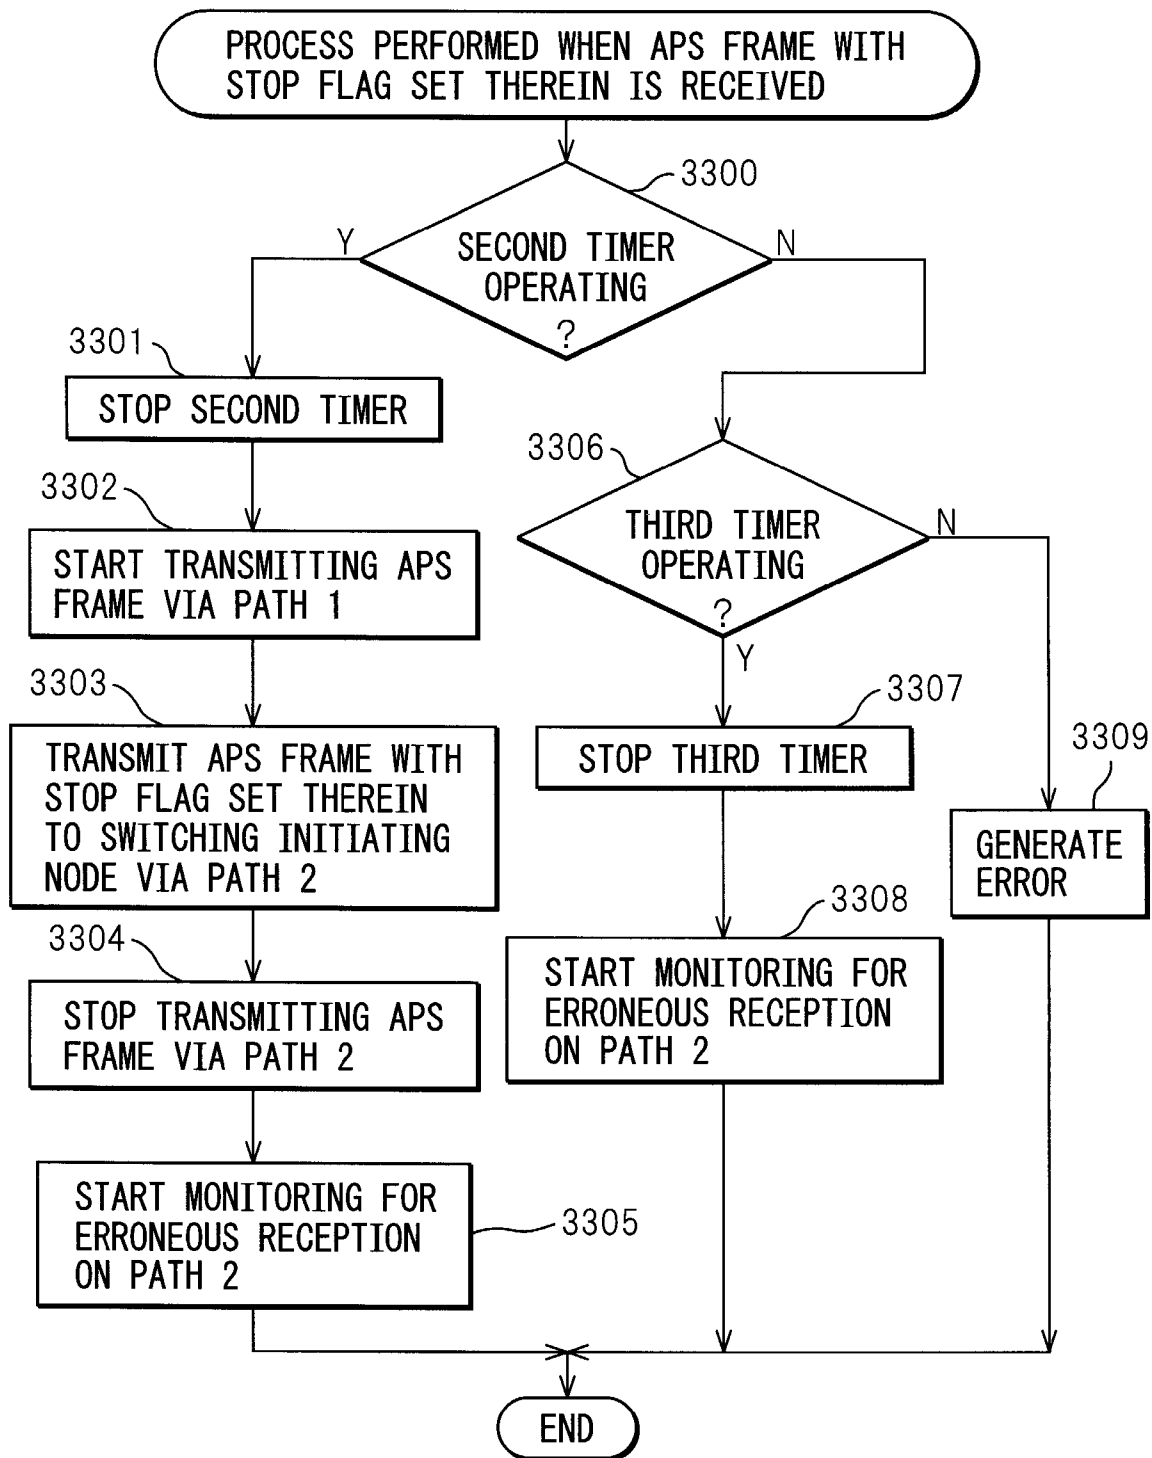 PROCESS PERFORMED WHEN APS FRAME WITH
STOP FLAG SET THEREIN IS RECEIVED
3300
Y
SECOND TIMER
OPERATING
?
N
3301
STOP SECOND TIMER
3302
START TRANSMITTING APS
FRAME VIA PATH 1
3303
TRANSMIT APS FRAME WITH
STOP FLAG SET THEREIN
TO SWITCHING INITIATING
NODE VIA PATH 2
3304
STOP TRANSMITTING APS
FRAME VIA PATH 2
START MONITORING FOR
ERRONEOUS RECEPTION
ON PATH 2
3305
3306
THIRD TIMER
OPERATING
?
N
Y
3307
STOP THIRD TIMER
3308
START MONITORING FOR
ERRONEOUS RECEPTION
ON PATH 2
3309
GENERATE
ERROR
END